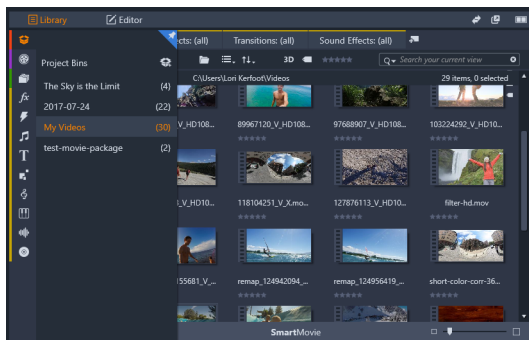 Library Editor
cts: (all) Transitions: (all) Sound Effects: (all)
Project Bins
3D Search your current view
C:\Users\Lori Kerfoot\Videos 29 items, 0 selected
The Sky is the Limit (4)
2017-07-24 (22)
My Videos (30)
test-movie-package (2)
V_HD108... 89967120_V_HD108... 97688907_V_HD108... 103224292_V_HD10...
V_HD10... 118104251_V_X.mo... 127876113_V_HD10... filter-hd.mov
155681_V_... remap_124942094_... remap_124956419_... short-color-corr-36...
fx
T
SmartMovie